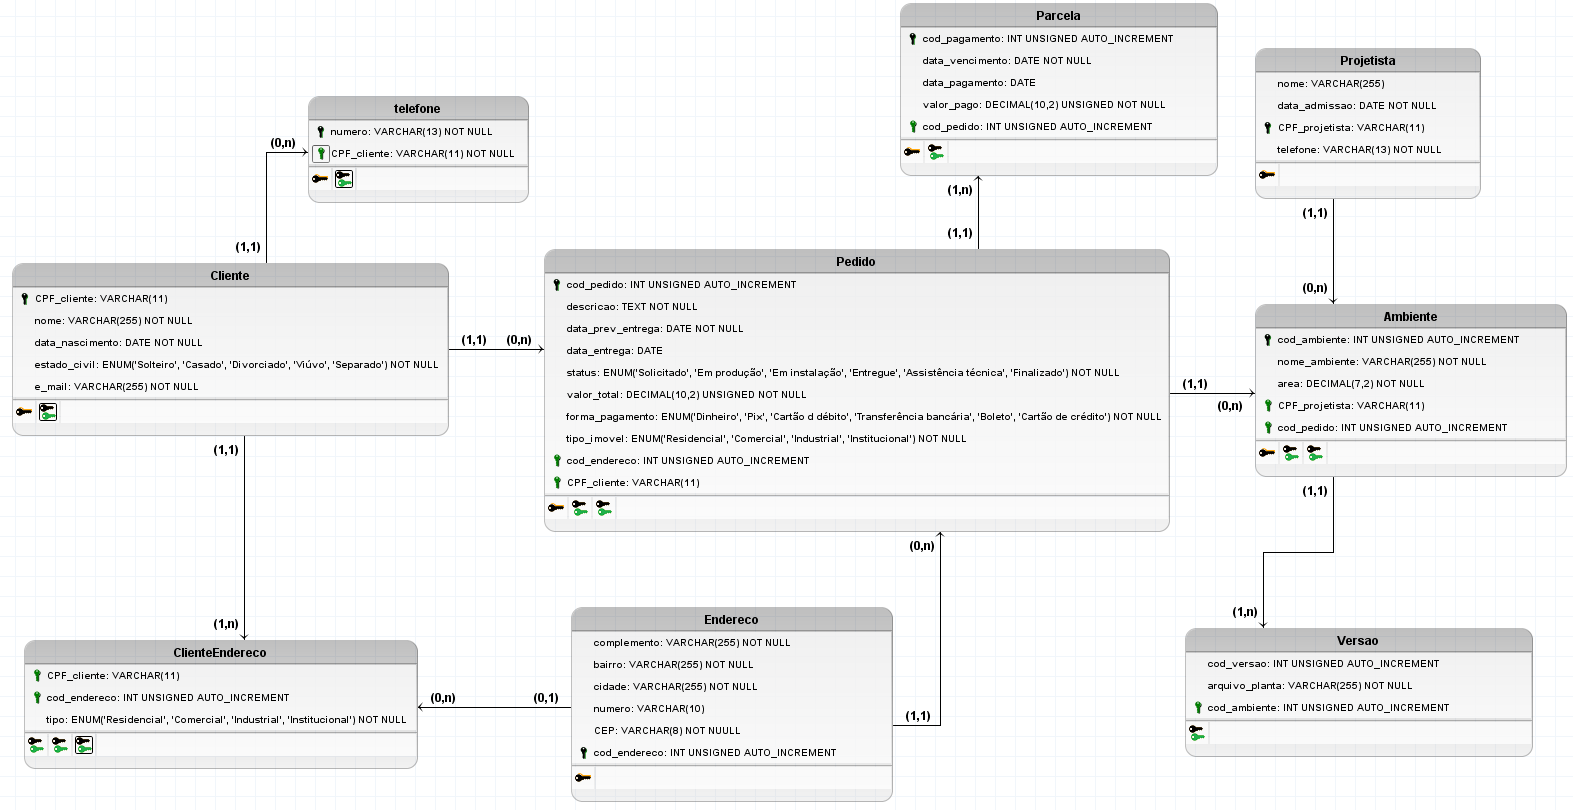 Parcela
cod_pagamento: INT UNSIGNED AUTO_INCREMENT
data_vencimento: DATE NOT NULL
data_pagamento: DATE
valor_pago: DECIMAL(10,2) UNSIGNED NOT NULL
cod_pedido: INT UNSIGNED AUTO_INCREMENT
(1,n)
(1,1)
Projetista
nome: VARCHAR(255)
data_admissao: DATE NOT NULL
CPF_projetista: VARCHAR(11)
telefone: VARCHAR(13) NOT NULL
(1,1)
(0,n)
telefone
numero: VARCHAR(13) NOT NULL
CPF_cliente: VARCHAR(11) NOT NULL
(0,n)
(1,1)
Cliente
CPF_cliente: VARCHAR(11)
nome: VARCHAR(255) NOT NULL
data_nascimento: DATE NOT NULL
estado_civil: ENUM('Solteiro', 'Casado', 'Divorciado', 'Viúvo', 'Separado') NOT NULL
e_mail: VARCHAR(255) NOT NULL
(1,1)
(0,n)
Pedido
cod_pedido: INT UNSIGNED AUTO_INCREMENT
descricao: TEXT NOT NULL
data_prev_entrega: DATE NOT NULL
data_entrega: DATE
status: ENUM('Solicitado', 'Em produção', 'Em instalação', 'Entregue', 'Assistência técnica', 'Finalizado') NOT NULL
valor_total: DECIMAL(10,2) UNSIGNED NOT NULL
forma_pagamento: ENUM('Dinheiro', 'Pix', 'Cartão d débito', 'Transferência bancária', 'Boleto', 'Cartão de crédito') NOT NULL
tipo_imovel: ENUM('Residencial', 'Comercial', 'Industrial', 'Institucional') NOT NULL
cod_endereco: INT UNSIGNED AUTO_INCREMENT
CPF_cliente: VARCHAR(11)
(1,1)
(0,n)
Ambiente
cod_ambiente: INT UNSIGNED AUTO_INCREMENT
nome_ambiente: VARCHAR(255) NOT NULL
area: DECIMAL(7,2) NOT NULL
CPF_projetista: VARCHAR(11)
cod_pedido: INT UNSIGNED AUTO_INCREMENT
(1,1)
(1,n)
(1,1)
(1,n)
ClienteEndereco
CPF_cliente: VARCHAR(11)
cod_endereco: INT UNSIGNED AUTO_INCREMENT
tipo: ENUM('Residencial', 'Comercial', 'Industrial', 'Institucional') NOT NULL
(0,n)
(0,1)
Endereco
complemento: VARCHAR(255) NOT NULL
bairro: VARCHAR(255) NOT NULL
cidade: VARCHAR(255) NOT NULL
numero: VARCHAR(10)
CEP: VARCHAR(8) NOT NUULL
cod_endereco: INT UNSIGNED AUTO_INCREMENT
(0,n)
(1,1)
Versao
cod_versao: INT UNSIGNED AUTO_INCREMENT
arquivo_planta: VARCHAR(255) NOT NULL
cod_ambiente: INT UNSIGNED AUTO_INCREMENT